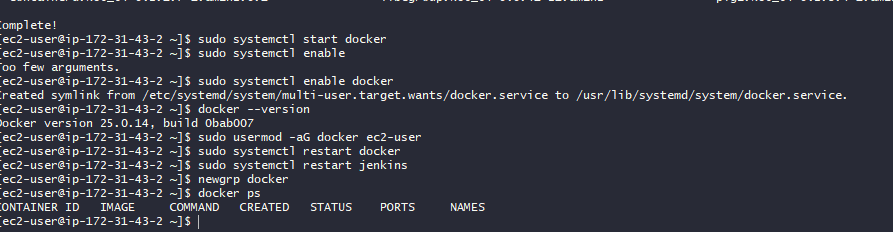 Complete!
[ec2-user@ip-172-31-43-2 ~]$ sudo systemctl start docker
[ec2-user@ip-172-31-43-2 ~]$ sudo systemctl enable
Too few arguments.
[ec2-user@ip-172-31-43-2 ~]$ sudo systemctl enable docker
Created symlink from /etc/systemd/system/multi-user.target.wants/docker.service to /usr/lib/systemd/system/docker.service.
[ec2-user@ip-172-31-43-2 ~]$ docker --version
Docker version 25.0.14, build 0bab007
[ec2-user@ip-172-31-43-2 ~]$ sudo usermod -aG docker ec2-user
[ec2-user@ip-172-31-43-2 ~]$ sudo systemctl restart docker
[ec2-user@ip-172-31-43-2 ~]$ sudo systemctl restart jenkins
[ec2-user@ip-172-31-43-2 ~]$ newgrp docker
[ec2-user@ip-172-31-43-2 ~]$ docker ps
CONTAINER ID   IMAGE     COMMAND   CREATED   STATUS    PORTS     NAMES
[ec2-user@ip-172-31-43-2 ~]$